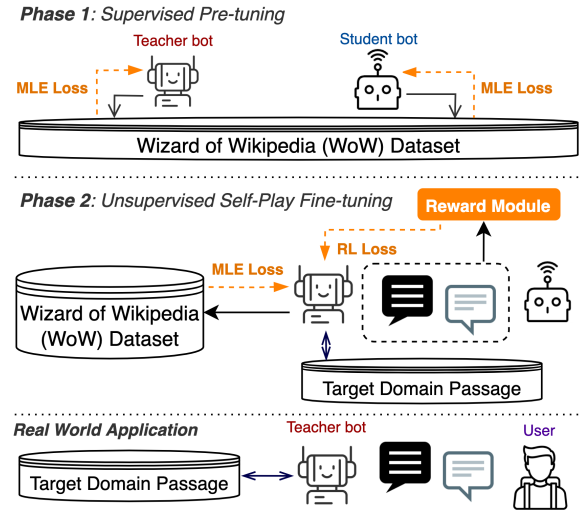 Phase 1: Supervised Pre-tuning
Teacher bot
Student bot
MLE Loss
MLE Loss
Wizard of Wikipedia (WoW) Dataset
Phase 2: Unsupervised Self-Play Fine-tuning
Reward Module
RL Loss
MLE Loss
Wizard of Wikipedia
(WoW) Dataset
Target Domain Passage
Real World Application
Teacher bot
User
Target Domain Passage